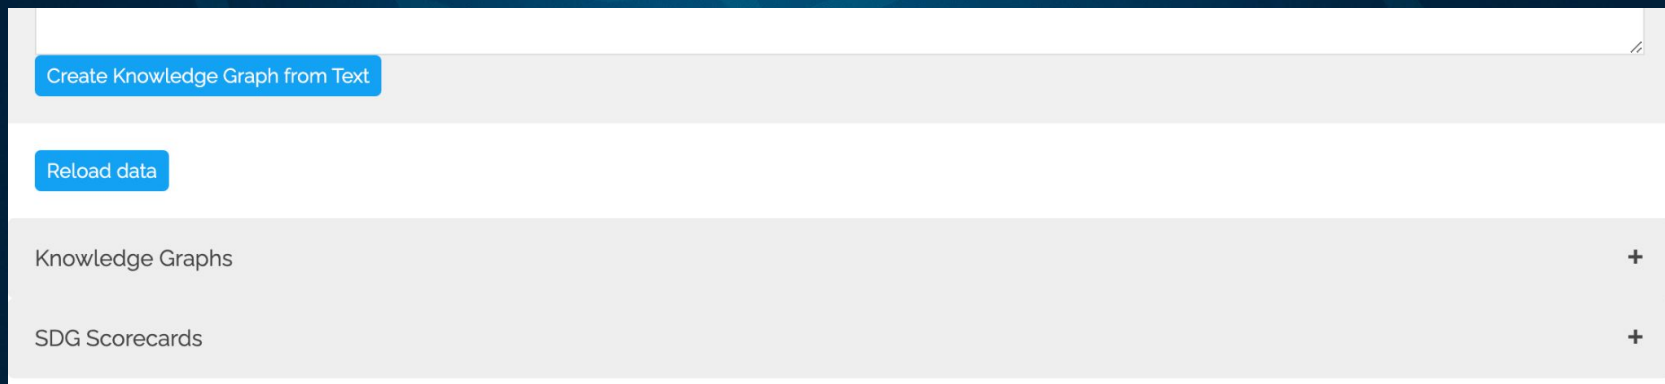 Create Knowledge Graph from Text
Reload data
Knowledge Graphs +
SDG Scorecards +